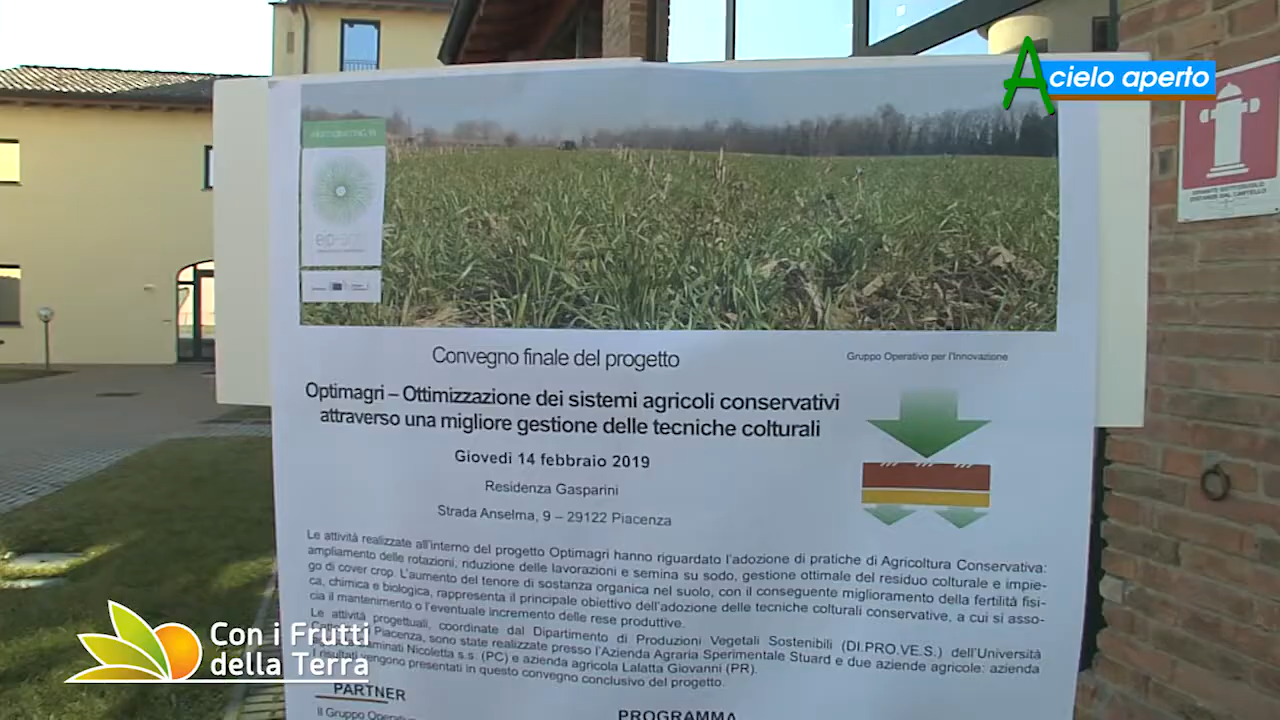 A cielo aperto
eip-agri
Convegno finale del progetto
Gruppo Operativo per l'Innovazione
Optimagri – Ottimizzazione dei sistemi agricoli conservativi
attraverso una migliore gestione delle tecniche colturali
Giovedì 14 febbraio 2019
Residenza Gasparini
Strada Anselma, 9 – 29122 Piacenza
Le attività realizzate all'interno del progetto Optimagri hanno riguardato l'adozione di pratiche di Agricoltura Conservativa:
ampliamento delle rotazioni, riduzione delle lavorazioni e semina su sodo, gestione ottimale del residuo colturale e impie-
go di cover crop. L'aumento del tenore di sostanza organica nel suolo, con il conseguente miglioramento della fertilità fisi-
ca, chimica e biologica, rappresenta il principale obiettivo dell'adozione delle tecniche colturali conservative, a cui si asso-
cia il mantenimento o l'eventuale incremento delle rese produttive.
Le attività progettuali, coordinate dal Dipartimento di Produzioni Vegetali Sostenibili (DI.PRO.VE.S.) dell'Università
Piacenza, sono state realizzate presso l'Azienda Agraria Sperimentale Stuard e due aziende agricole: azienda
Nicoletta s.s. (PC) e azienda agricola Lalatta Giovanni (PR).
I risultati vengono presentati in questo convegno conclusivo del progetto.
PARTNER
Il Gruppo
PROGRAMMA
Con i Frutti
della Terra